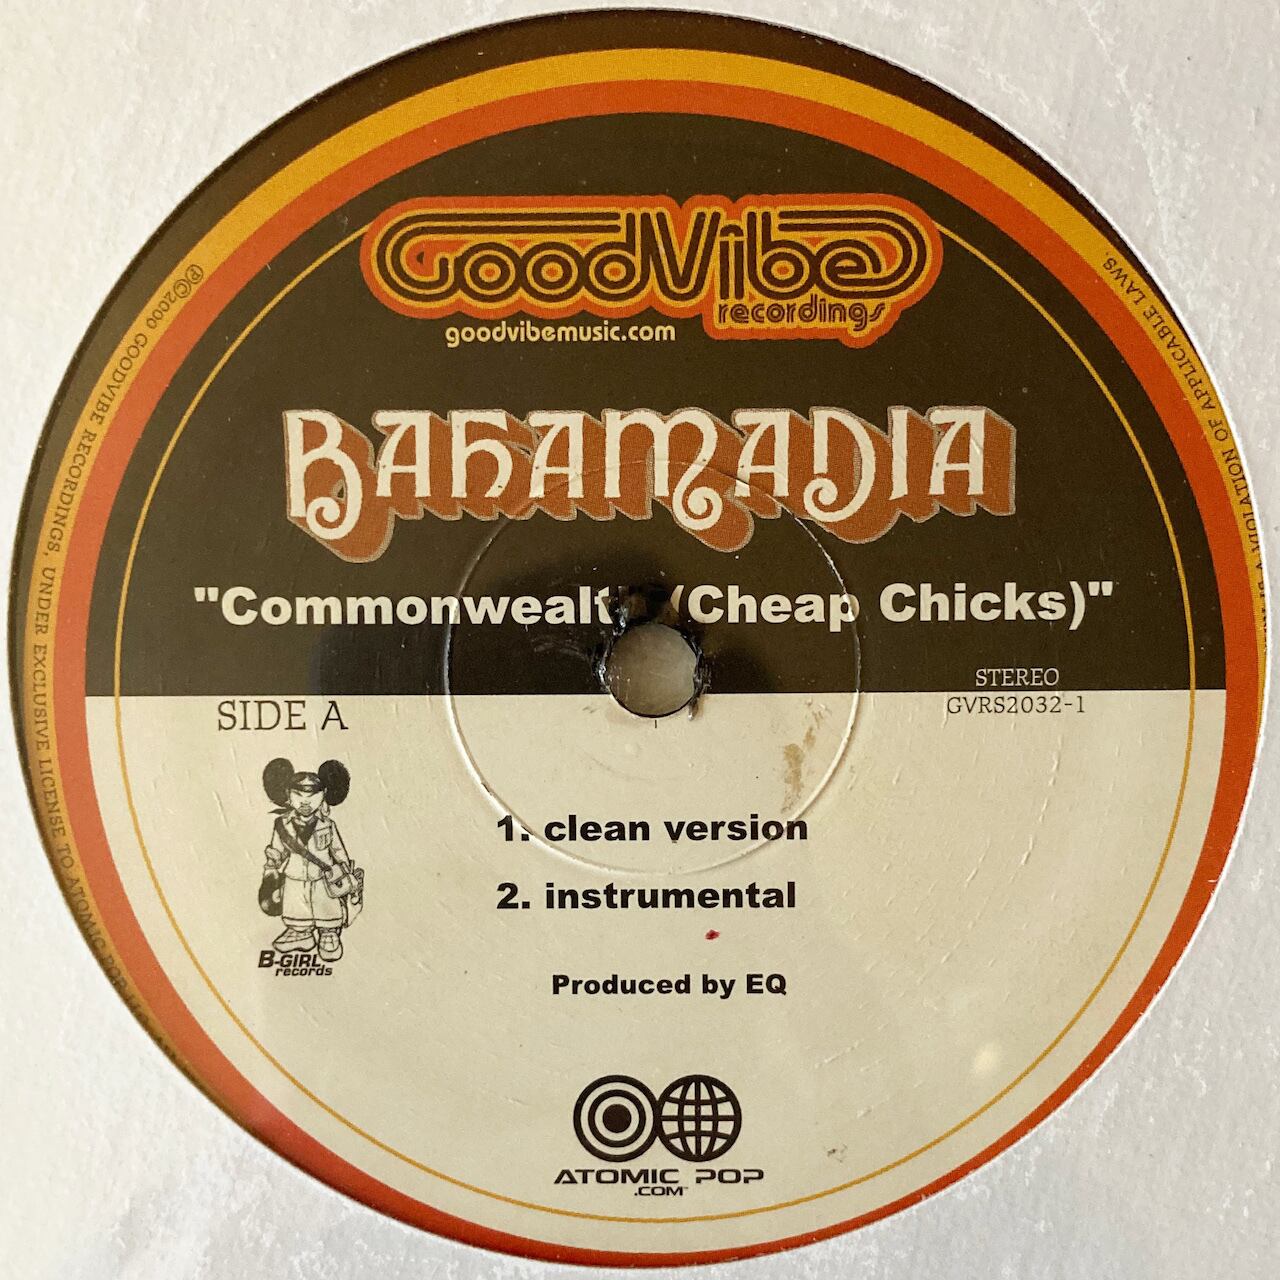 GoodVibe
recordings
goodvibemusic.com
BAHAMADIA
"Commonwealth (Cheap Chicks)"
STEREO
GVRS2032-1
SIDE A
1. clean version
2. instrumental
Produced by EQ
B-GIRL
records
ATOMIC POP
.COM™
℗©2000 GOODVIBE RECORDINGS, UNDER EXCLUSIVE LICENSE TO ATOMIC POP
VIOLATION OF APPLICABLE LAWS.